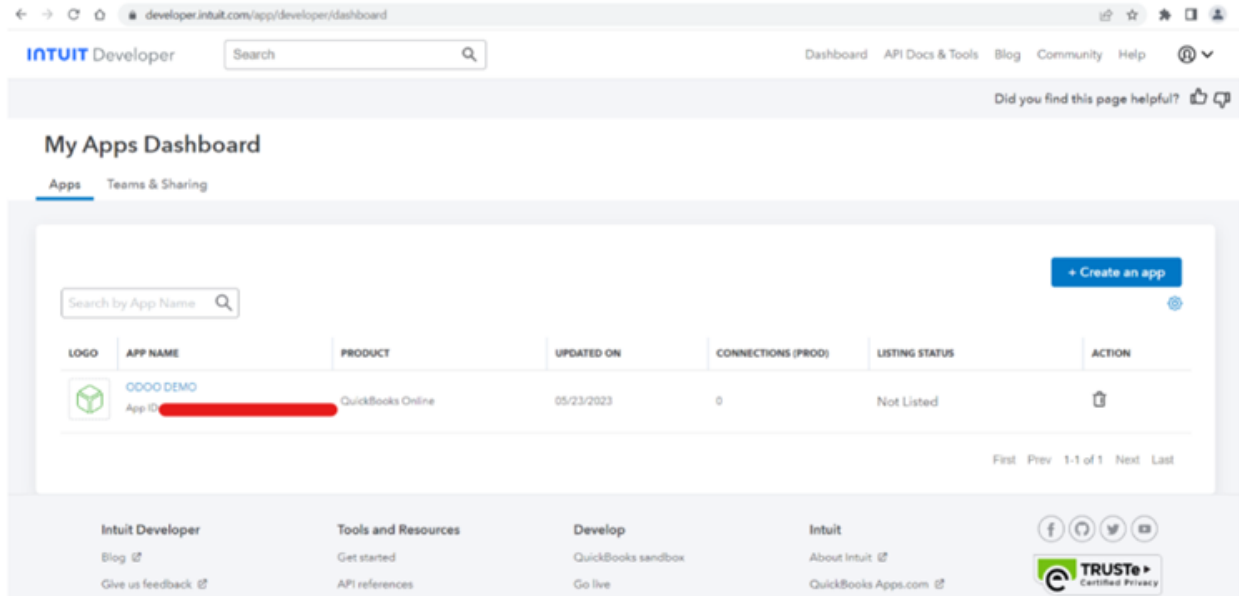 developer.intuit.com/app/developer/dashboard
INTUIT Developer Search Dashboard API Docs & Tools Blog Community Help
Did you find this page helpful?
My Apps Dashboard
Apps Teams & Sharing
+ Create an app
Search by App Name
LOGO APP NAME PRODUCT UPDATED ON CONNECTIONS (PROD) LISTING STATUS ACTION
ODOO DEMO
App ID QuickBooks Online 05/23/2023 0 Not Listed
First Prev 1-1 of 1 Next Last
Intuit Developer Tools and Resources Develop Intuit
Blog Get started QuickBooks sandbox About Intuit
Give us feedback API references Go live QuickBooks Apps.com
TRUSTe
Certified Privacy